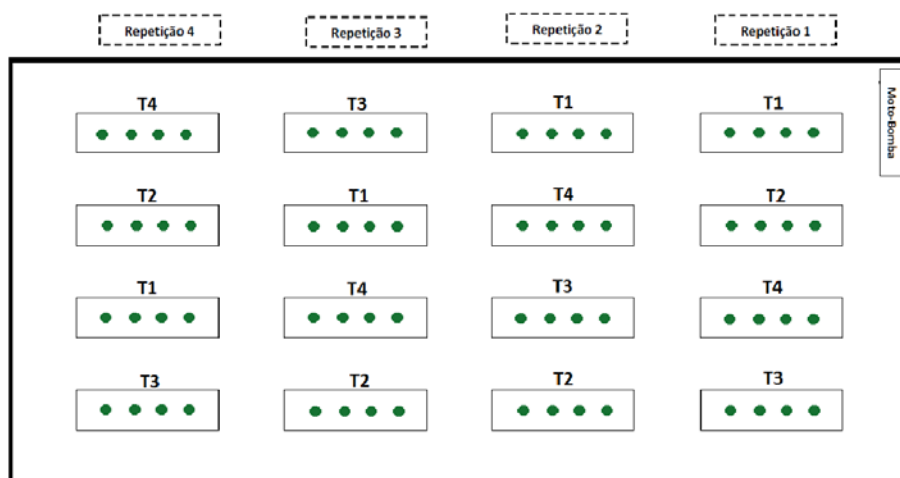 Repetição 4 Repetição 3 Repetição 2 Repetição 1
Moto-Bomba
T4 T3 T1 T1
T2 T1 T4 T2
T1 T4 T3 T4
T3 T2 T2 T3